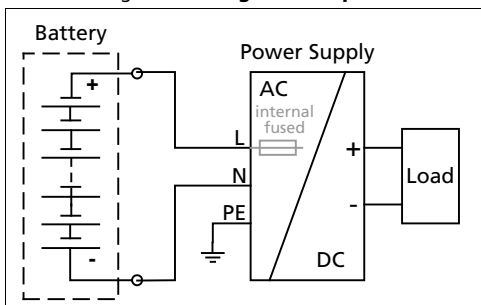 Battery
Power Supply
+
AC
internal
fused
L
+
N
Load
PE
-
-
DC